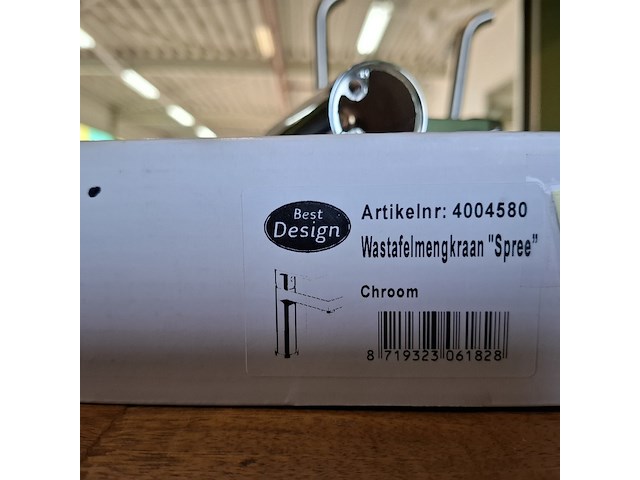 Best
Design
Artikelnr: 4004580
Wastafelmengkraan "Spree"
Chroom
8 719323 061828